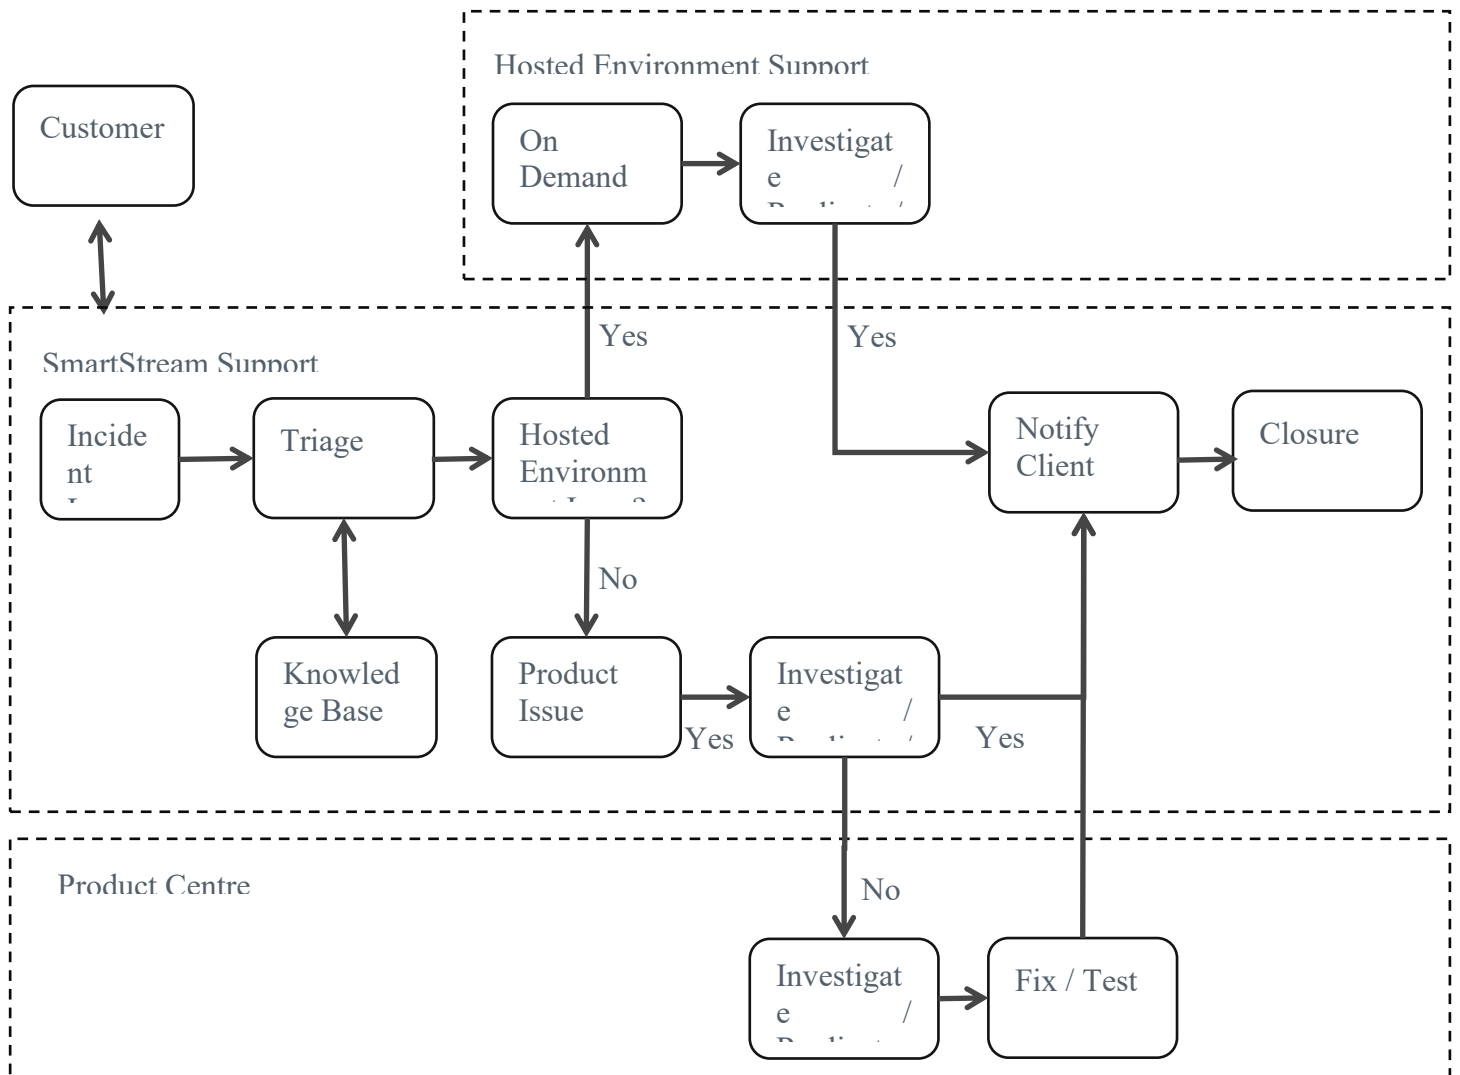 Hosted Environment Support
Customer
On
Demand
Investigat
e /
Yes
Yes
SmartStream Support
Incide
nt
Triage
Hosted
Environm
Notify
Client
Closure
No
Knowled
ge Base
Product
Issue
Yes
Investigat
e /
Yes
Product Centre
No
Investigat
e /
Fix / Test